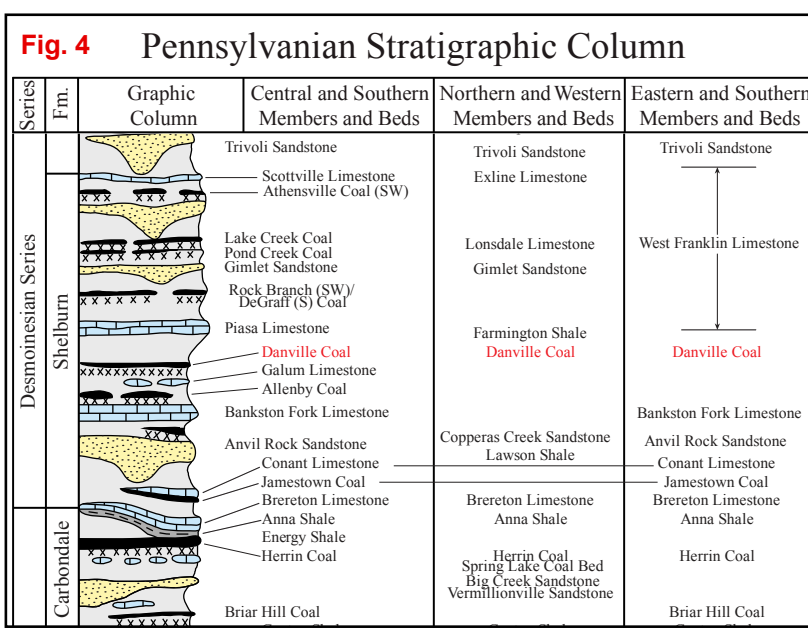 Fig. 4
Pennsylvanian Stratigraphic Column
Series
Fm.
Graphic
Column
Central and Southern
Members and Beds
Northern and Western
Members and Beds
Eastern and Southern
Members and Beds
Desmoinesian Series
Shelburn
Carbondale
Trivoli Sandstone
Scottville Limestone
Athensville Coal (SW)
Lake Creek Coal
Pond Creek Coal
Gimlet Sandstone
Rock Branch (SW)/
DeGraff (S) Coal
Piasa Limestone
Danville Coal
Galum Limestone
Allenby Coal
Bankston Fork Limestone
Anvil Rock Sandstone
Conant Limestone
Jamestown Coal
Brereton Limestone
Anna Shale
Energy Shale
Herrin Coal
Briar Hill Coal
Trivoli Sandstone
Exline Limestone
Lonsdale Limestone
Gimlet Sandstone
Farmington Shale
Danville Coal
Copperas Creek Sandstone
Lawson Shale
Brereton Limestone
Anna Shale
Herrin Coal
Spring Lake Coal Bed
Big Creek Sandstone
Vermillionville Sandstone
Trivoli Sandstone
West Franklin Limestone
Danville Coal
Bankston Fork Limestone
Anvil Rock Sandstone
Conant Limestone
Jamestown Coal
Brereton Limestone
Anna Shale
Herrin Coal
Briar Hill Coal